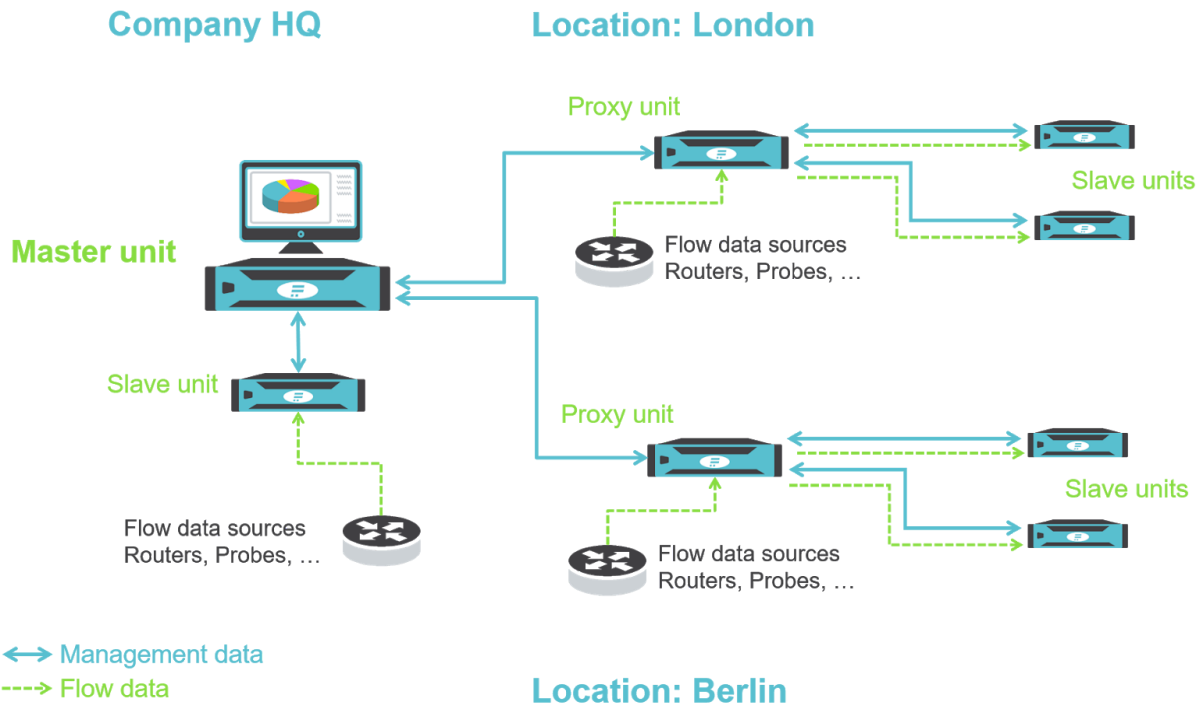 Company HQ
Location: London
Proxy unit
Slave units
Master unit
Flow data sources
Routers, Probes, …
Slave unit
Proxy unit
Slave units
Flow data sources
Routers, Probes, …
Flow data sources
Routers, Probes, …
Management data
Flow data
Location: Berlin